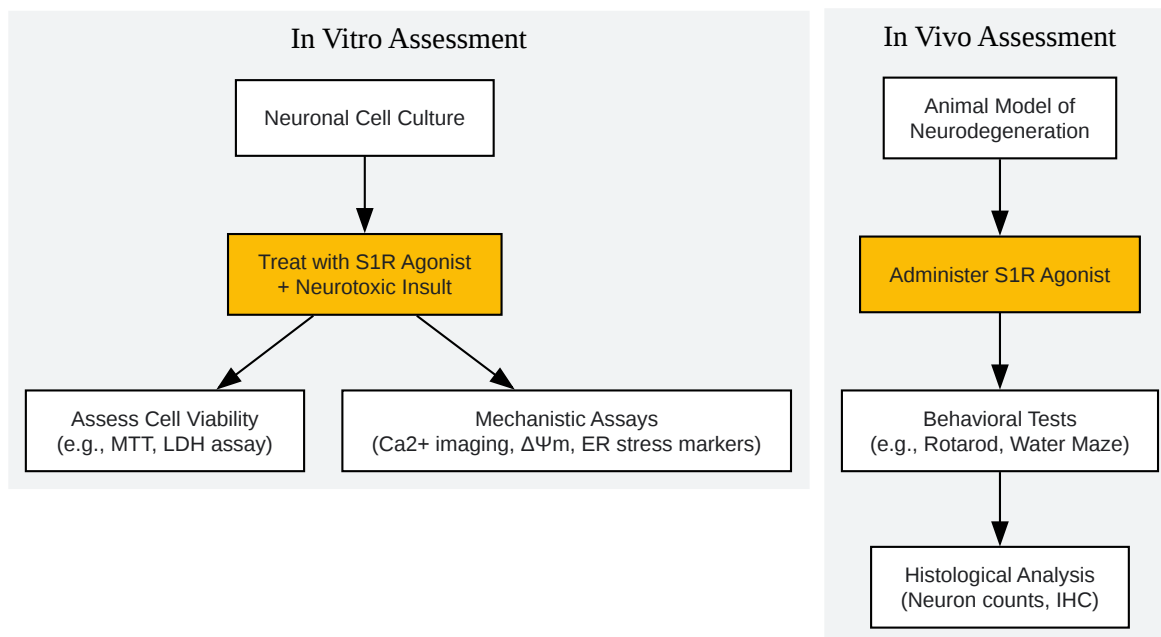 In Vitro Assessment
Neuronal Cell Culture
Treat with S1R Agonist
+ Neurotoxic Insult
Assess Cell Viability
(e.g., MTT, LDH assay)
Mechanistic Assays
(Ca2+ imaging, ΔΨm, ER stress markers)
In Vivo Assessment
Animal Model of
Neurodegeneration
Administer S1R Agonist
Behavioral Tests
(e.g., Rotarod, Water Maze)
Histological Analysis
(Neuron counts, IHC)